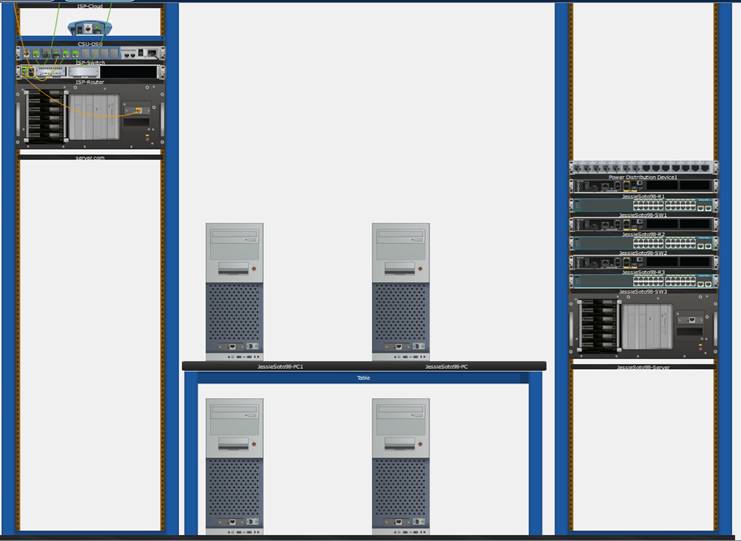 ISP-Cloud
CSU-DSU
ISP-Switch
ISP-Router
server.com
Power Distribution Device1
JessieSoto98-R1
JessieSoto98-SW1
JessieSoto98-R2
JessieSoto98-SW2
JessieSoto98-R3
JessieSoto98-SW3
JessieSoto98-Server
JessieSoto98-PC1
JessieSoto98-PC
Table